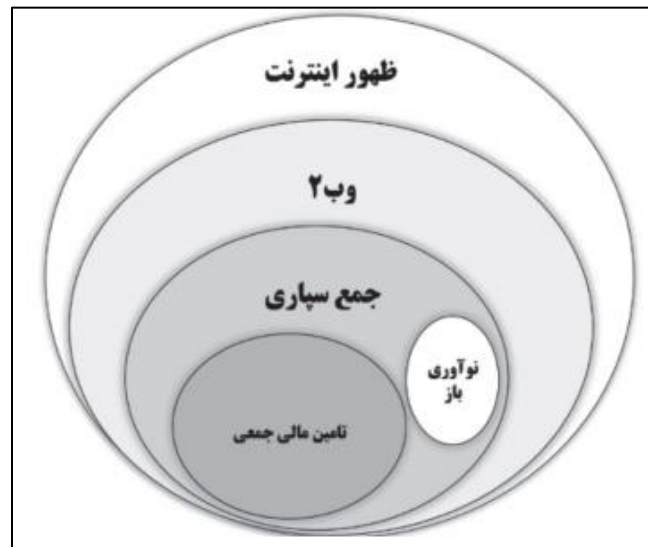 ظهور اینترنت
وب۲
جمع سپاری
نوآوری
باز
تامین مالی جمعی